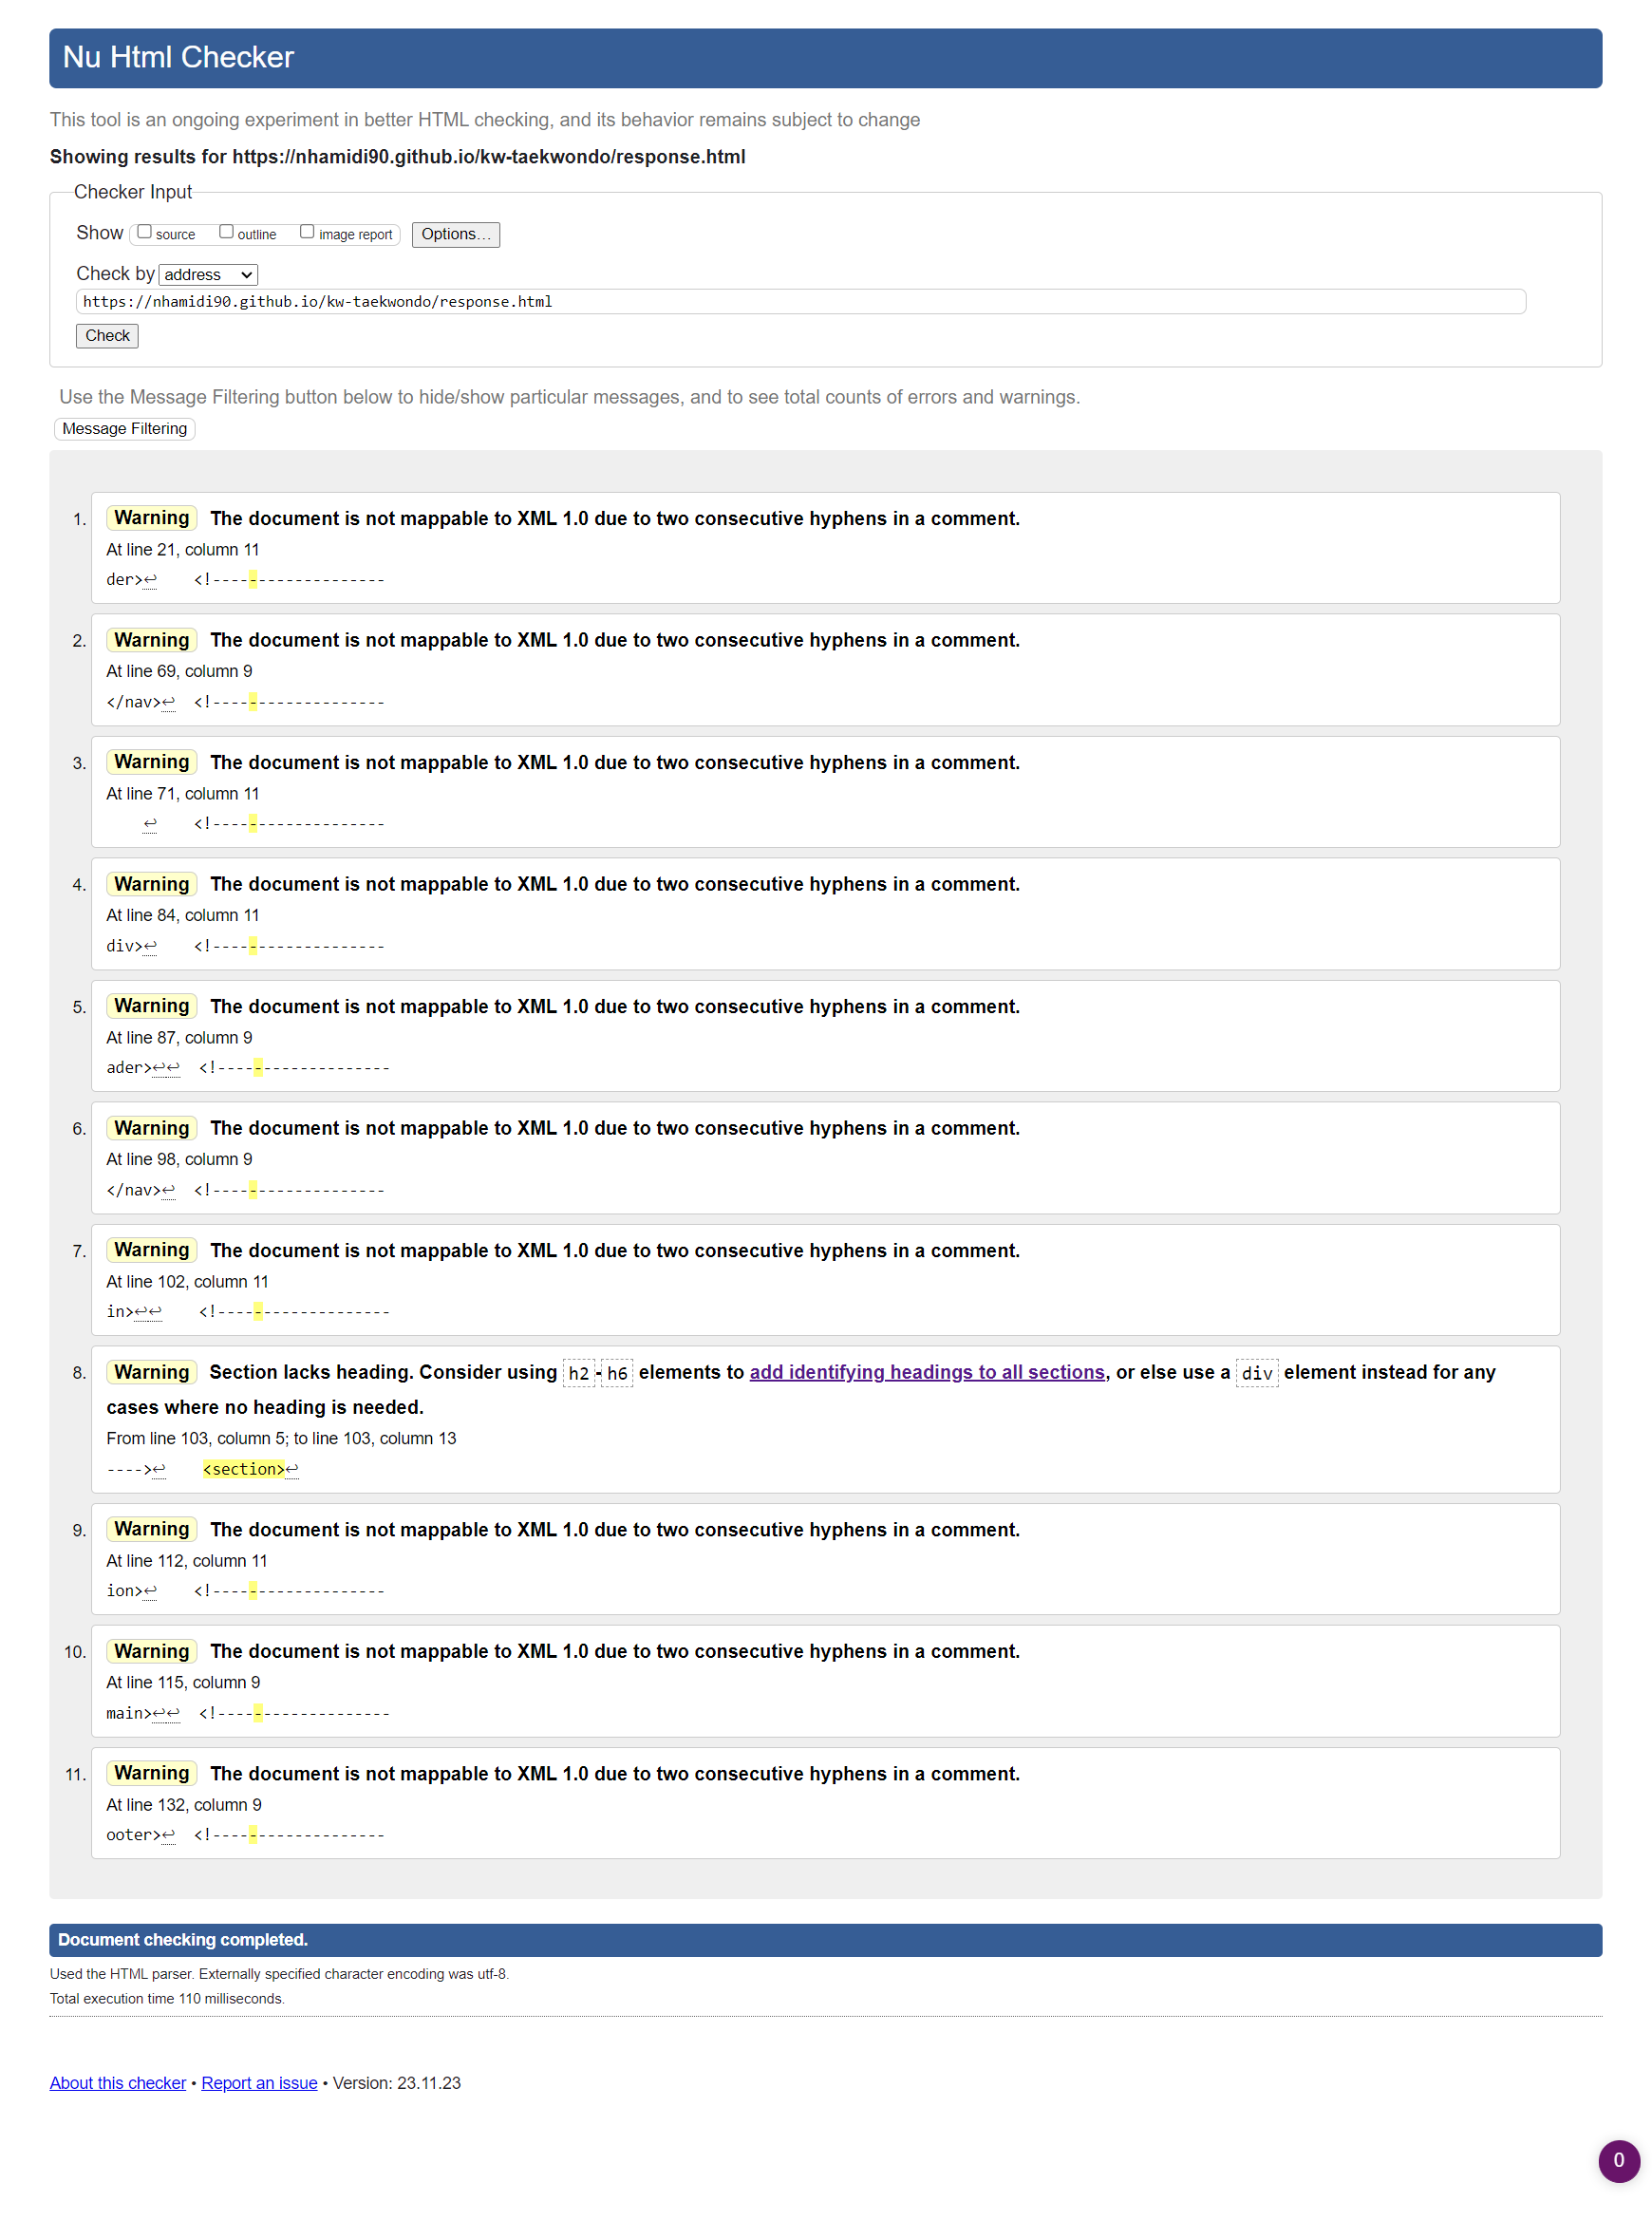 Nu Html Checker
This tool is an ongoing experiment in better HTML checking, and its behavior remains subject to change
Showing results for https://nhamidi90.github.io/kw-taekwondo/response.html
Checker Input
Show source outline image report Options...
Check by address
https://nhamidi90.github.io/kw-taekwondo/response.html
Check
Use the Message Filtering button below to hide/show particular messages, and to see total counts of errors and warnings.
Message Filtering
1. Warning The document is not mappable to XML 1.0 due to two consecutive hyphens in a comment.
At line 21, column 11
der>↩    <!-------------------
2. Warning The document is not mappable to XML 1.0 due to two consecutive hyphens in a comment.
At line 69, column 9
</nav>↩  <!-------------------
3. Warning The document is not mappable to XML 1.0 due to two consecutive hyphens in a comment.
At line 71, column 11
↩    <!-------------------
4. Warning The document is not mappable to XML 1.0 due to two consecutive hyphens in a comment.
At line 84, column 11
div>↩    <!-------------------
5. Warning The document is not mappable to XML 1.0 due to two consecutive hyphens in a comment.
At line 87, column 9
ader>↩↩  <!-------------------
6. Warning The document is not mappable to XML 1.0 due to two consecutive hyphens in a comment.
At line 98, column 9
</nav>↩  <!-------------------
7. Warning The document is not mappable to XML 1.0 due to two consecutive hyphens in a comment.
At line 102, column 11
in>↩↩    <!-------------------
8. Warning Section lacks heading. Consider using h2-h6 elements to add identifying headings to all sections, or else use a div element instead for any
cases where no heading is needed.
From line 103, column 5; to line 103, column 13
---->↩    <section>↩
9. Warning The document is not mappable to XML 1.0 due to two consecutive hyphens in a comment.
At line 112, column 11
ion>↩    <!-------------------
10. Warning The document is not mappable to XML 1.0 due to two consecutive hyphens in a comment.
At line 115, column 9
main>↩↩  <!-------------------
11. Warning The document is not mappable to XML 1.0 due to two consecutive hyphens in a comment.
At line 132, column 9
ooter>↩  <!-------------------
Document checking completed.
Used the HTML parser. Externally specified character encoding was utf-8.
Total execution time 110 milliseconds.
About this checker • Report an issue • Version: 23.11.23
0